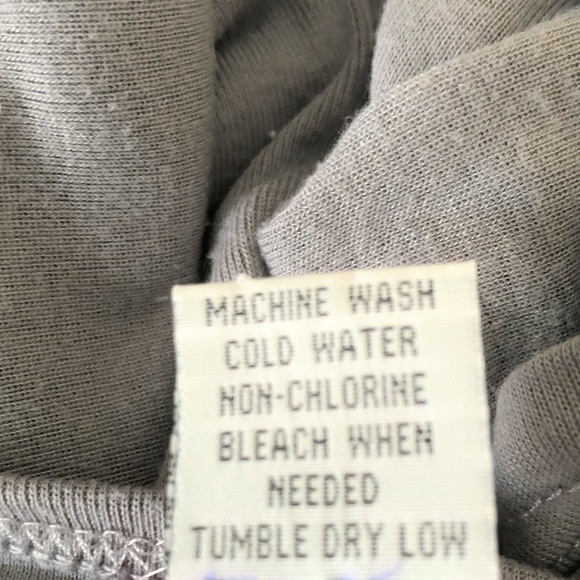 MACHINE WASH
COLD WATER
NON-CHLORINE
BLEACH WHEN
NEEDED
TUMBLE DRY LOW